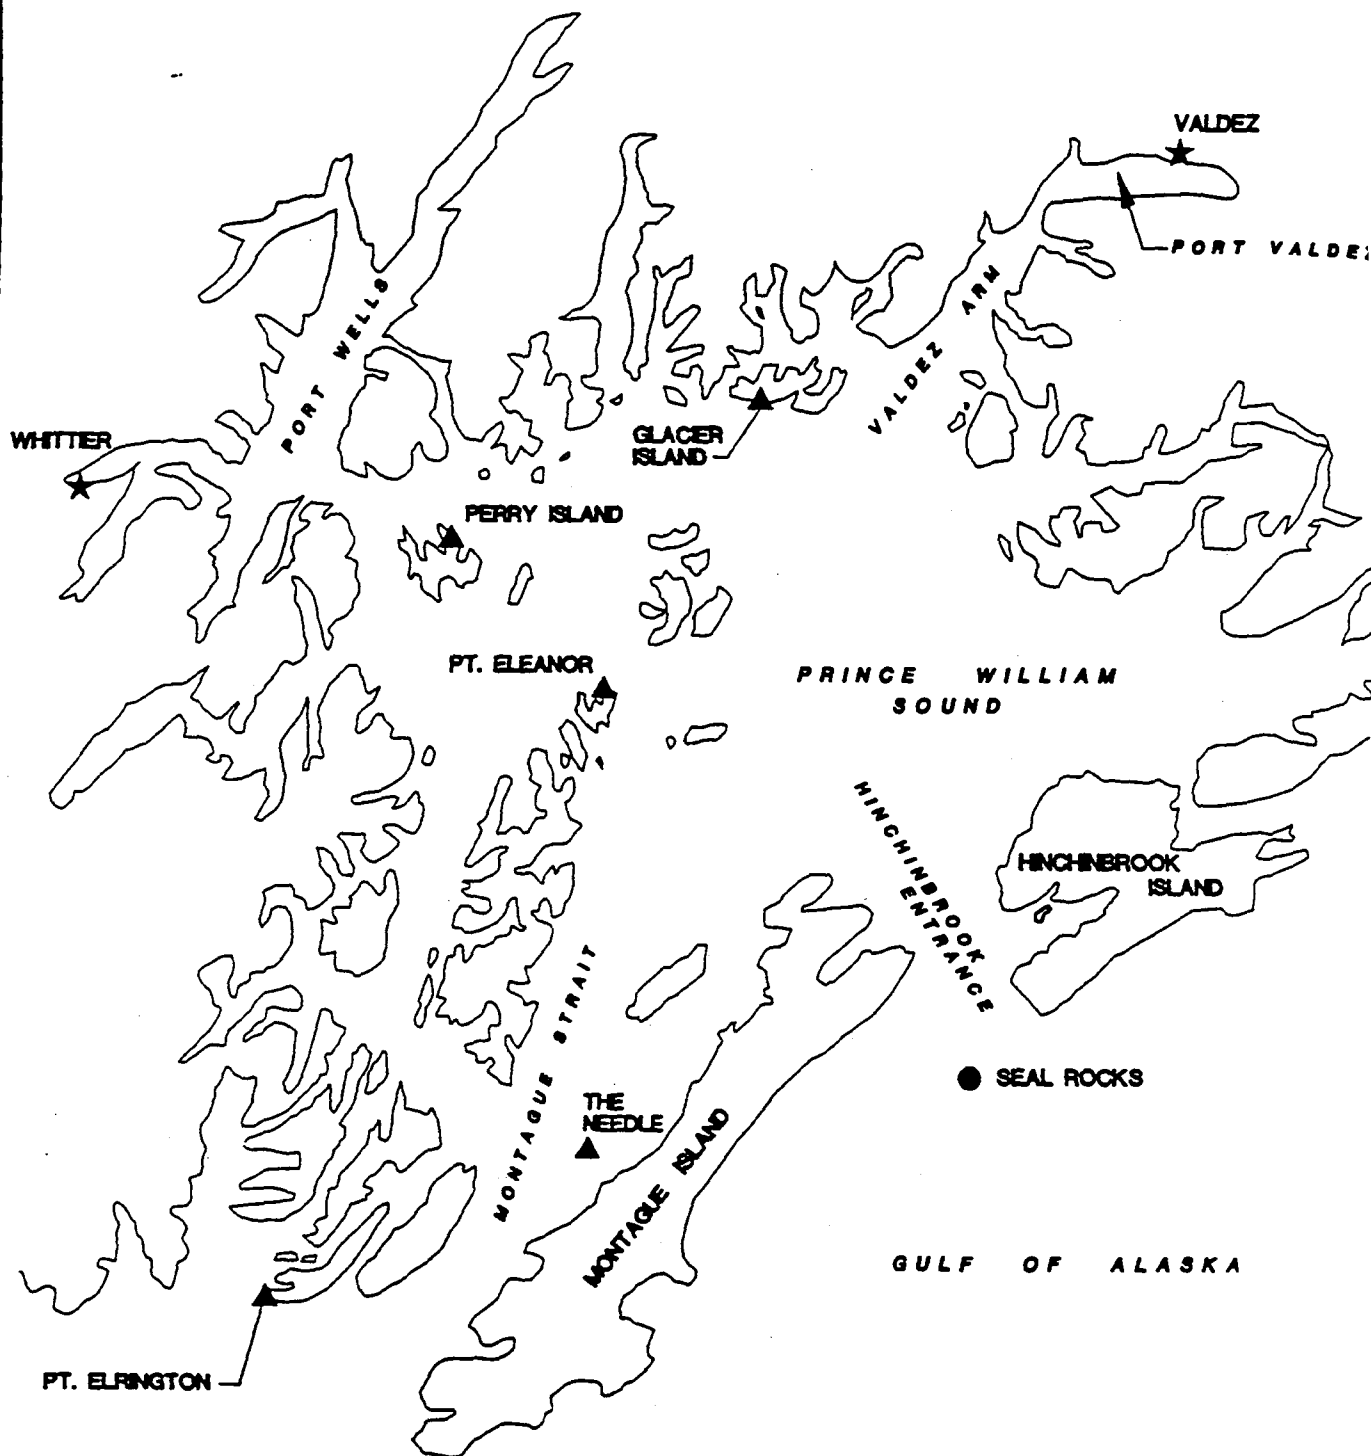 VALDEZ
PORT VALDEZ
PORT WELLS
VALDEZ ARM
WHITTIER
GLACIER
ISLAND
PERRY ISLAND
PT. ELEANOR
PRINCE WILLIAM
SOUND
HINCHINBROOK
ENTRANCE
HINCHINBROOK
ISLAND
MONTAGUE STRAIT
SEAL ROCKS
THE
NEEDLE
MONTAGUE ISLAND
GULF OF ALASKA
PT. ELRINGTON